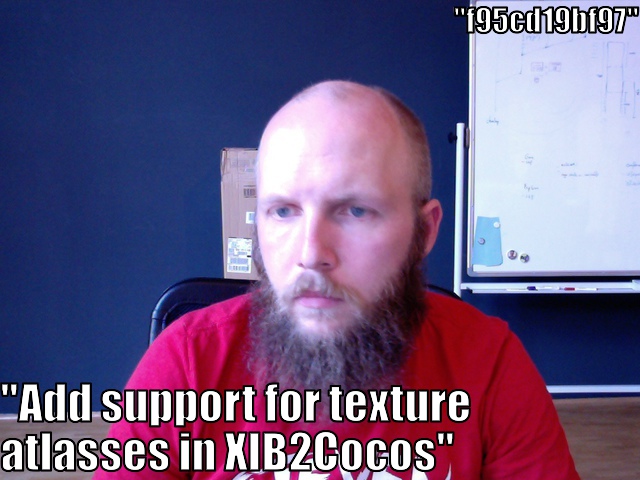 "f95cd19bf97"
"Add support for texture
atlasses in XIB2Cocos"